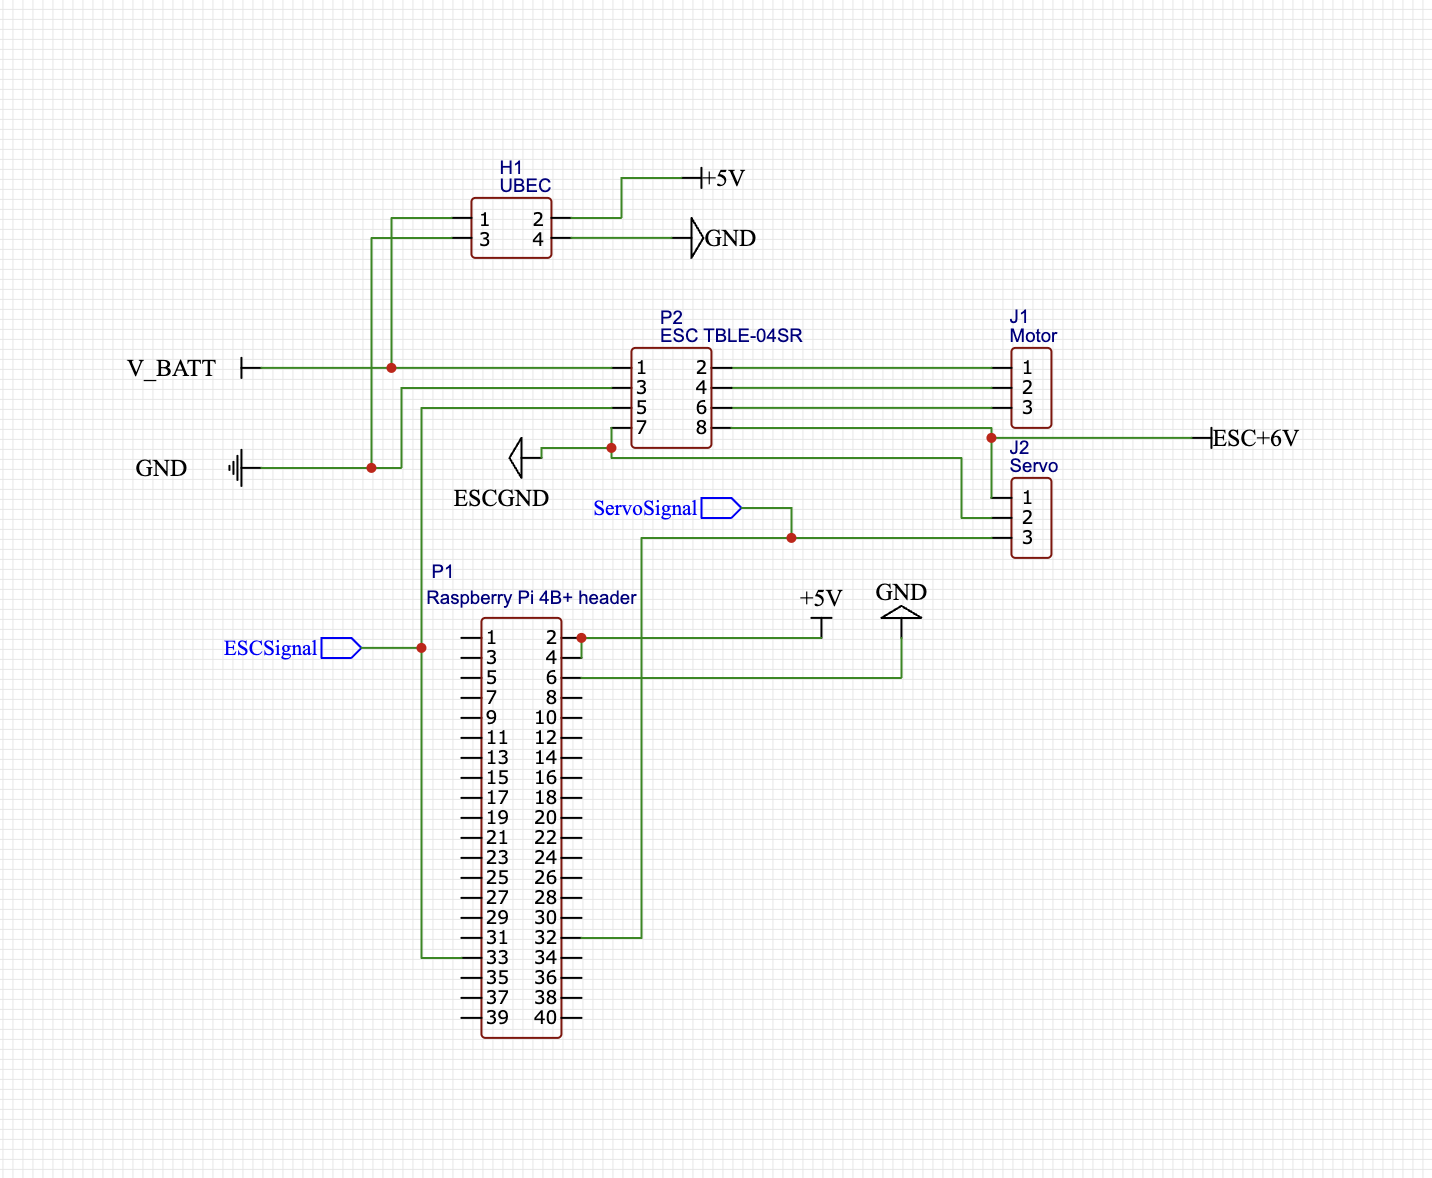 H1
UBEC
1 2
3 4
+5V
GND
V_BATT
GND
P2
ESC TBLE-04SR
1 2
3 4
5 6
7 8
J1
Motor
1
2
3
ESC+6V
J2
Servo
1
2
3
ESCGND
ServoSignal
P1
Raspberry Pi 4B+ header
+5V
GND
ESCSignal
1 2
3 4
5 6
7 8
9 10
11 12
13 14
15 16
17 18
19 20
21 22
23 24
25 26
27 28
29 30
31 32
33 34
35 36
37 38
39 40